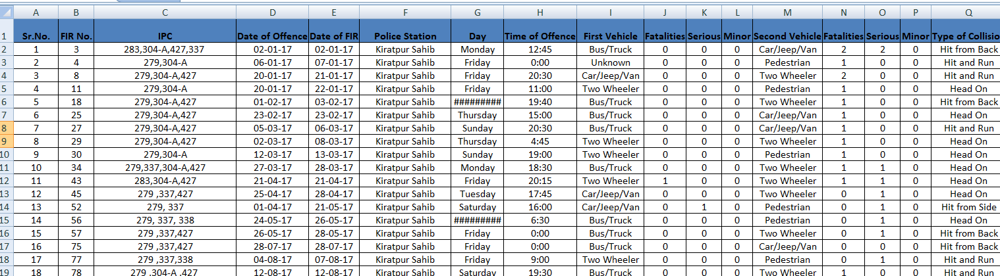 A B C D E F G H I J K L M N O P Q
1 Sr.No. FIR No. IPC Date of Offence Date of FIR Police Station Day Time of Offence First Vehicle Fatalities Serious Minor Second Vehicle Fatalities Serious Minor Type of Collisio
2 1 3 283,304-A,427,337 02-01-17 02-01-17 Kiratpur Sahib Monday 12:45 Bus/Truck 0 0 0 Car/Jeep/Van 2 2 0 Hit from Back
3 2 4 279,304-A 06-01-17 07-01-17 Kiratpur Sahib Friday 0:00 Unknown 0 0 0 Pedestrian 1 0 0 Hit and Run
4 3 8 279,304-A,427 20-01-17 21-01-17 Kiratpur Sahib Friday 20:30 Car/Jeep/Van 0 0 0 Two Wheeler 2 0 0 Hit and Run
5 4 11 279,304-A 20-01-17 22-01-17 Kiratpur Sahib Friday 11:00 Two Wheeler 0 0 0 Pedestrian 1 0 0 Head On
6 5 18 279,304-A,427 01-02-17 03-02-17 Kiratpur Sahib ######### 19:40 Bus/Truck 0 0 0 Two Wheeler 1 0 0 Hit from Back
7 6 25 279,304-A,427 23-02-17 23-02-17 Kiratpur Sahib Thursday 15:00 Bus/Truck 0 0 0 Car/Jeep/Van 1 0 0 Head On
8 7 27 279,304-A,427 05-03-17 06-03-17 Kiratpur Sahib Sunday 20:30 Bus/Truck 0 0 0 Car/Jeep/Van 1 0 0 Hit and Run
9 8 29 279,304-A,427 02-03-17 08-03-17 Kiratpur Sahib Thursday 4:45 Two Wheeler 0 0 0 Two Wheeler 1 0 0 Head On
10 9 30 279,304-A 12-03-17 13-03-17 Kiratpur Sahib Sunday 19:00 Two Wheeler 0 0 0 Pedestrian 1 0 0 Head On
11 10 34 279,337,304-A,427 27-03-17 28-03-17 Kiratpur Sahib Monday 18:30 Bus/Truck 0 0 0 Two Wheeler 1 1 0 Head On
12 11 43 283,304-A,427 21-04-17 21-04-17 Kiratpur Sahib Friday 20:15 Two Wheeler 1 0 0 Two Wheeler 1 1 0 Head On
13 12 45 279 ,337,427 25-04-17 28-04-17 Kiratpur Sahib Tuesday 17:45 Car/Jeep/Van 0 0 0 Two Wheeler 0 1 0 Head On
14 13 52 279, 337 01-04-17 21-05-17 Kiratpur Sahib Saturday 16:00 Car/Jeep/Van 0 1 0 Pedestrian 0 1 0 Hit from Side
15 14 56 279, 337, 338 24-05-17 26-05-17 Kiratpur Sahib ######### 6:30 Bus/Truck 0 0 0 Pedestrian 0 1 0 Head On
16 15 57 279 ,337,427 26-05-17 28-05-17 Kiratpur Sahib Friday 0:00 Bus/Truck 0 0 0 Two Wheeler 0 1 0 Hit from Back
17 16 75 279 ,337,427 28-07-17 28-07-17 Kiratpur Sahib Friday 0:00 Bus/Truck 0 0 0 Car/Jeep/Van 0 0 0 Hit from Back
18 17 77 279 ,337,338 04-08-17 07-08-17 Kiratpur Sahib Friday 9:00 Two Wheeler 0 0 0 Pedestrian 0 1 0 Hit and Run
19 18 78 279 ,304-A ,427 12-08-17 12-08-17 Kiratpur Sahib Saturday 19:30 Bus/Truck 0 0 0 Two Wheeler 1 0 0 Hit and Run